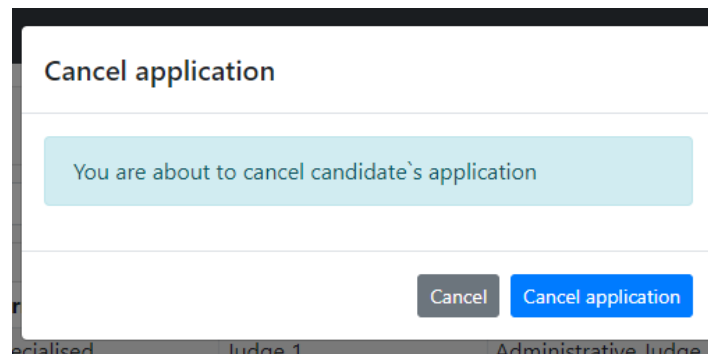 Cancel application
You are about to cancel candidate`s application
Cancel Cancel application
Judge 1 Administrative Judge